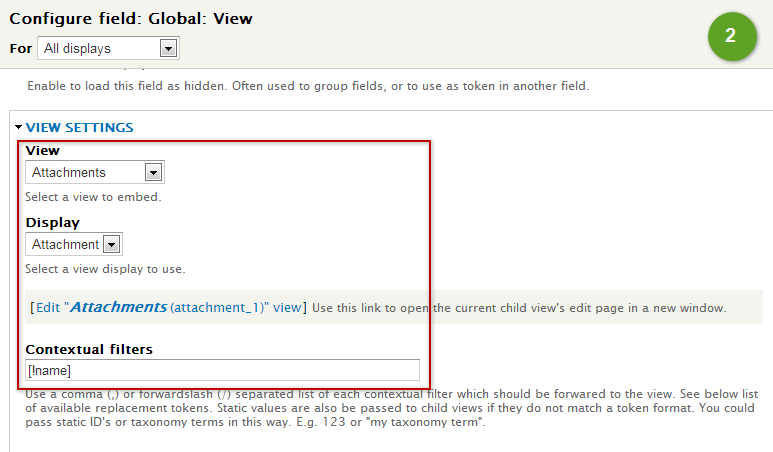 Configure field: Global: View
2
For All displays
Enable to load this field as hidden. Often used to group fields, or to use as token in another field.
VIEW SETTINGS
View
Attachments
Select a view to embed.
Display
Attachment
Select a view display to use.
[Edit "Attachments (attachment_1)" view] Use this link to open the current child view's edit page in a new window.
Contextual filters
[!name]
Use a comma (,) or forwardslash (/) separated list of each contextual filter which should be forwared to the view. See below list
of available replacement tokens. Static values are also be passed to child views if they do not match a token format. You could
pass static ID's or taxonomy terms in this way. E.g. 123 or "my taxonomy term".